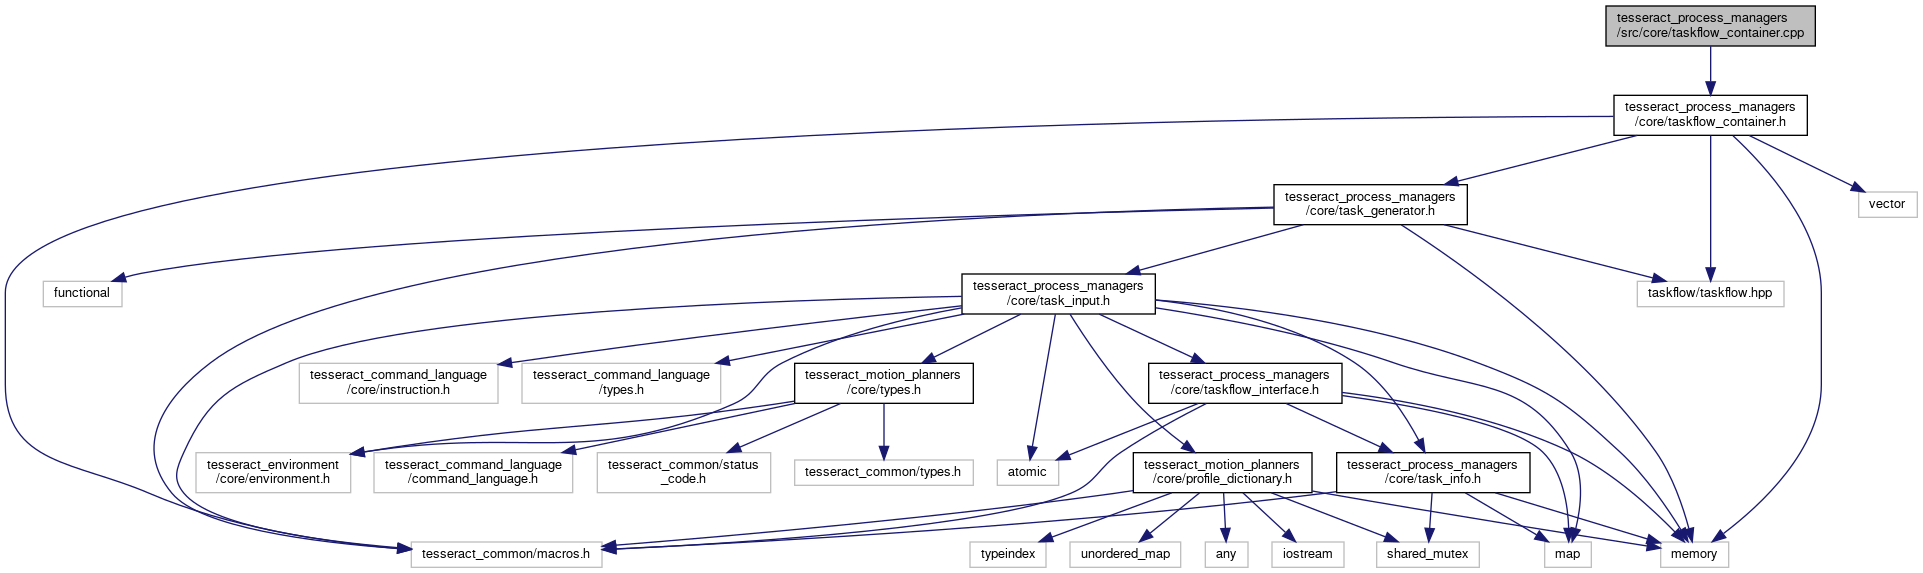 tesseract_process_managers
/src/core/taskflow_container.cpp
tesseract_process_managers
/core/taskflow_container.h
tesseract_process_managers
/core/task_generator.h
vector
functional
tesseract_process_managers
/core/task_input.h
taskflow/taskflow.hpp
tesseract_command_language
/core/instruction.h
tesseract_command_language
/types.h
tesseract_motion_planners
/core/types.h
tesseract_process_managers
/core/taskflow_interface.h
tesseract_environment
/core/environment.h
tesseract_command_language
/command_language.h
tesseract_common/status
_code.h
tesseract_common/types.h
atomic
tesseract_motion_planners
/core/profile_dictionary.h
tesseract_process_managers
/core/task_info.h
tesseract_common/macros.h
typeindex
unordered_map
any
iostream
shared_mutex
map
memory